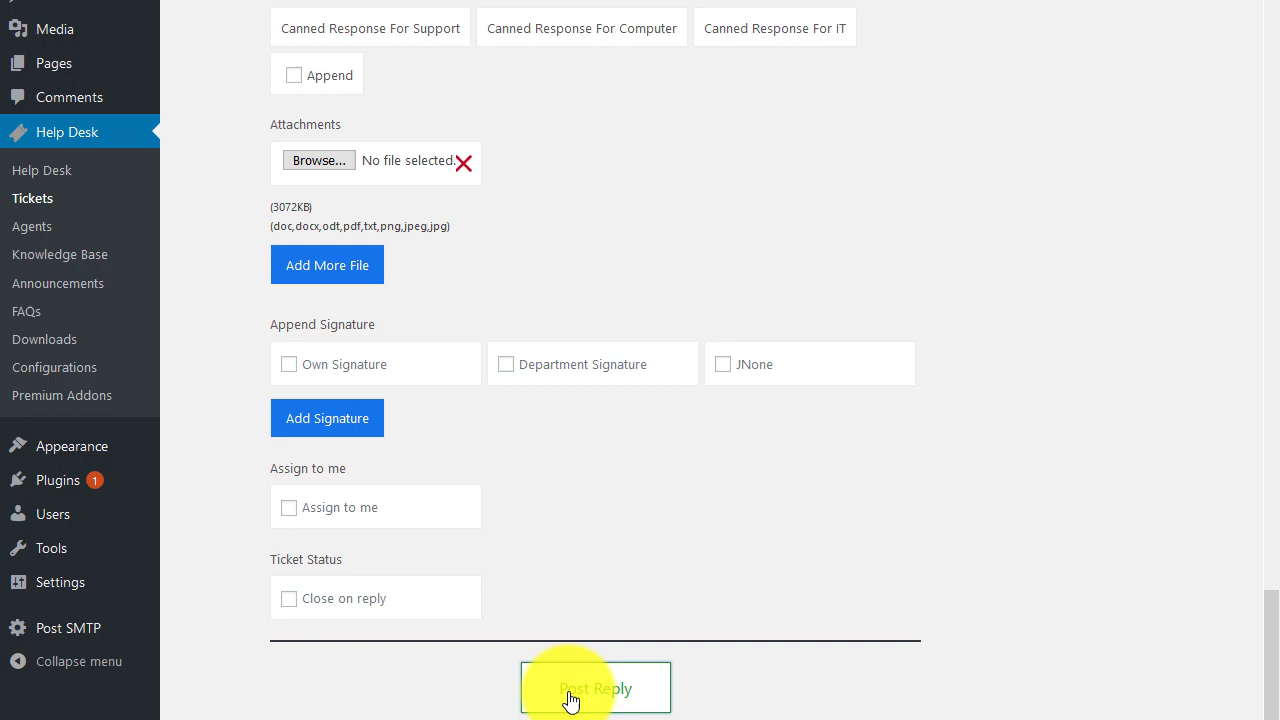 Media
Pages
Comments
Help Desk
Help Desk
Tickets
Agents
Knowledge Base
Announcements
FAQs
Downloads
Configurations
Premium Addons
Appearance
Plugins 1
Users
Tools
Settings
Post SMTP
Collapse menu
Canned Response For Support Canned Response For Computer Canned Response For IT
Append
Attachments
Browse... No file selected.
(3072KB)
(doc,docx,odt,pdf,txt,png,jpeg,jpg)
Add More File
Append Signature
Own Signature Department Signature JNone
Add Signature
Assign to me
Assign to me
Ticket Status
Close on reply
Post Reply